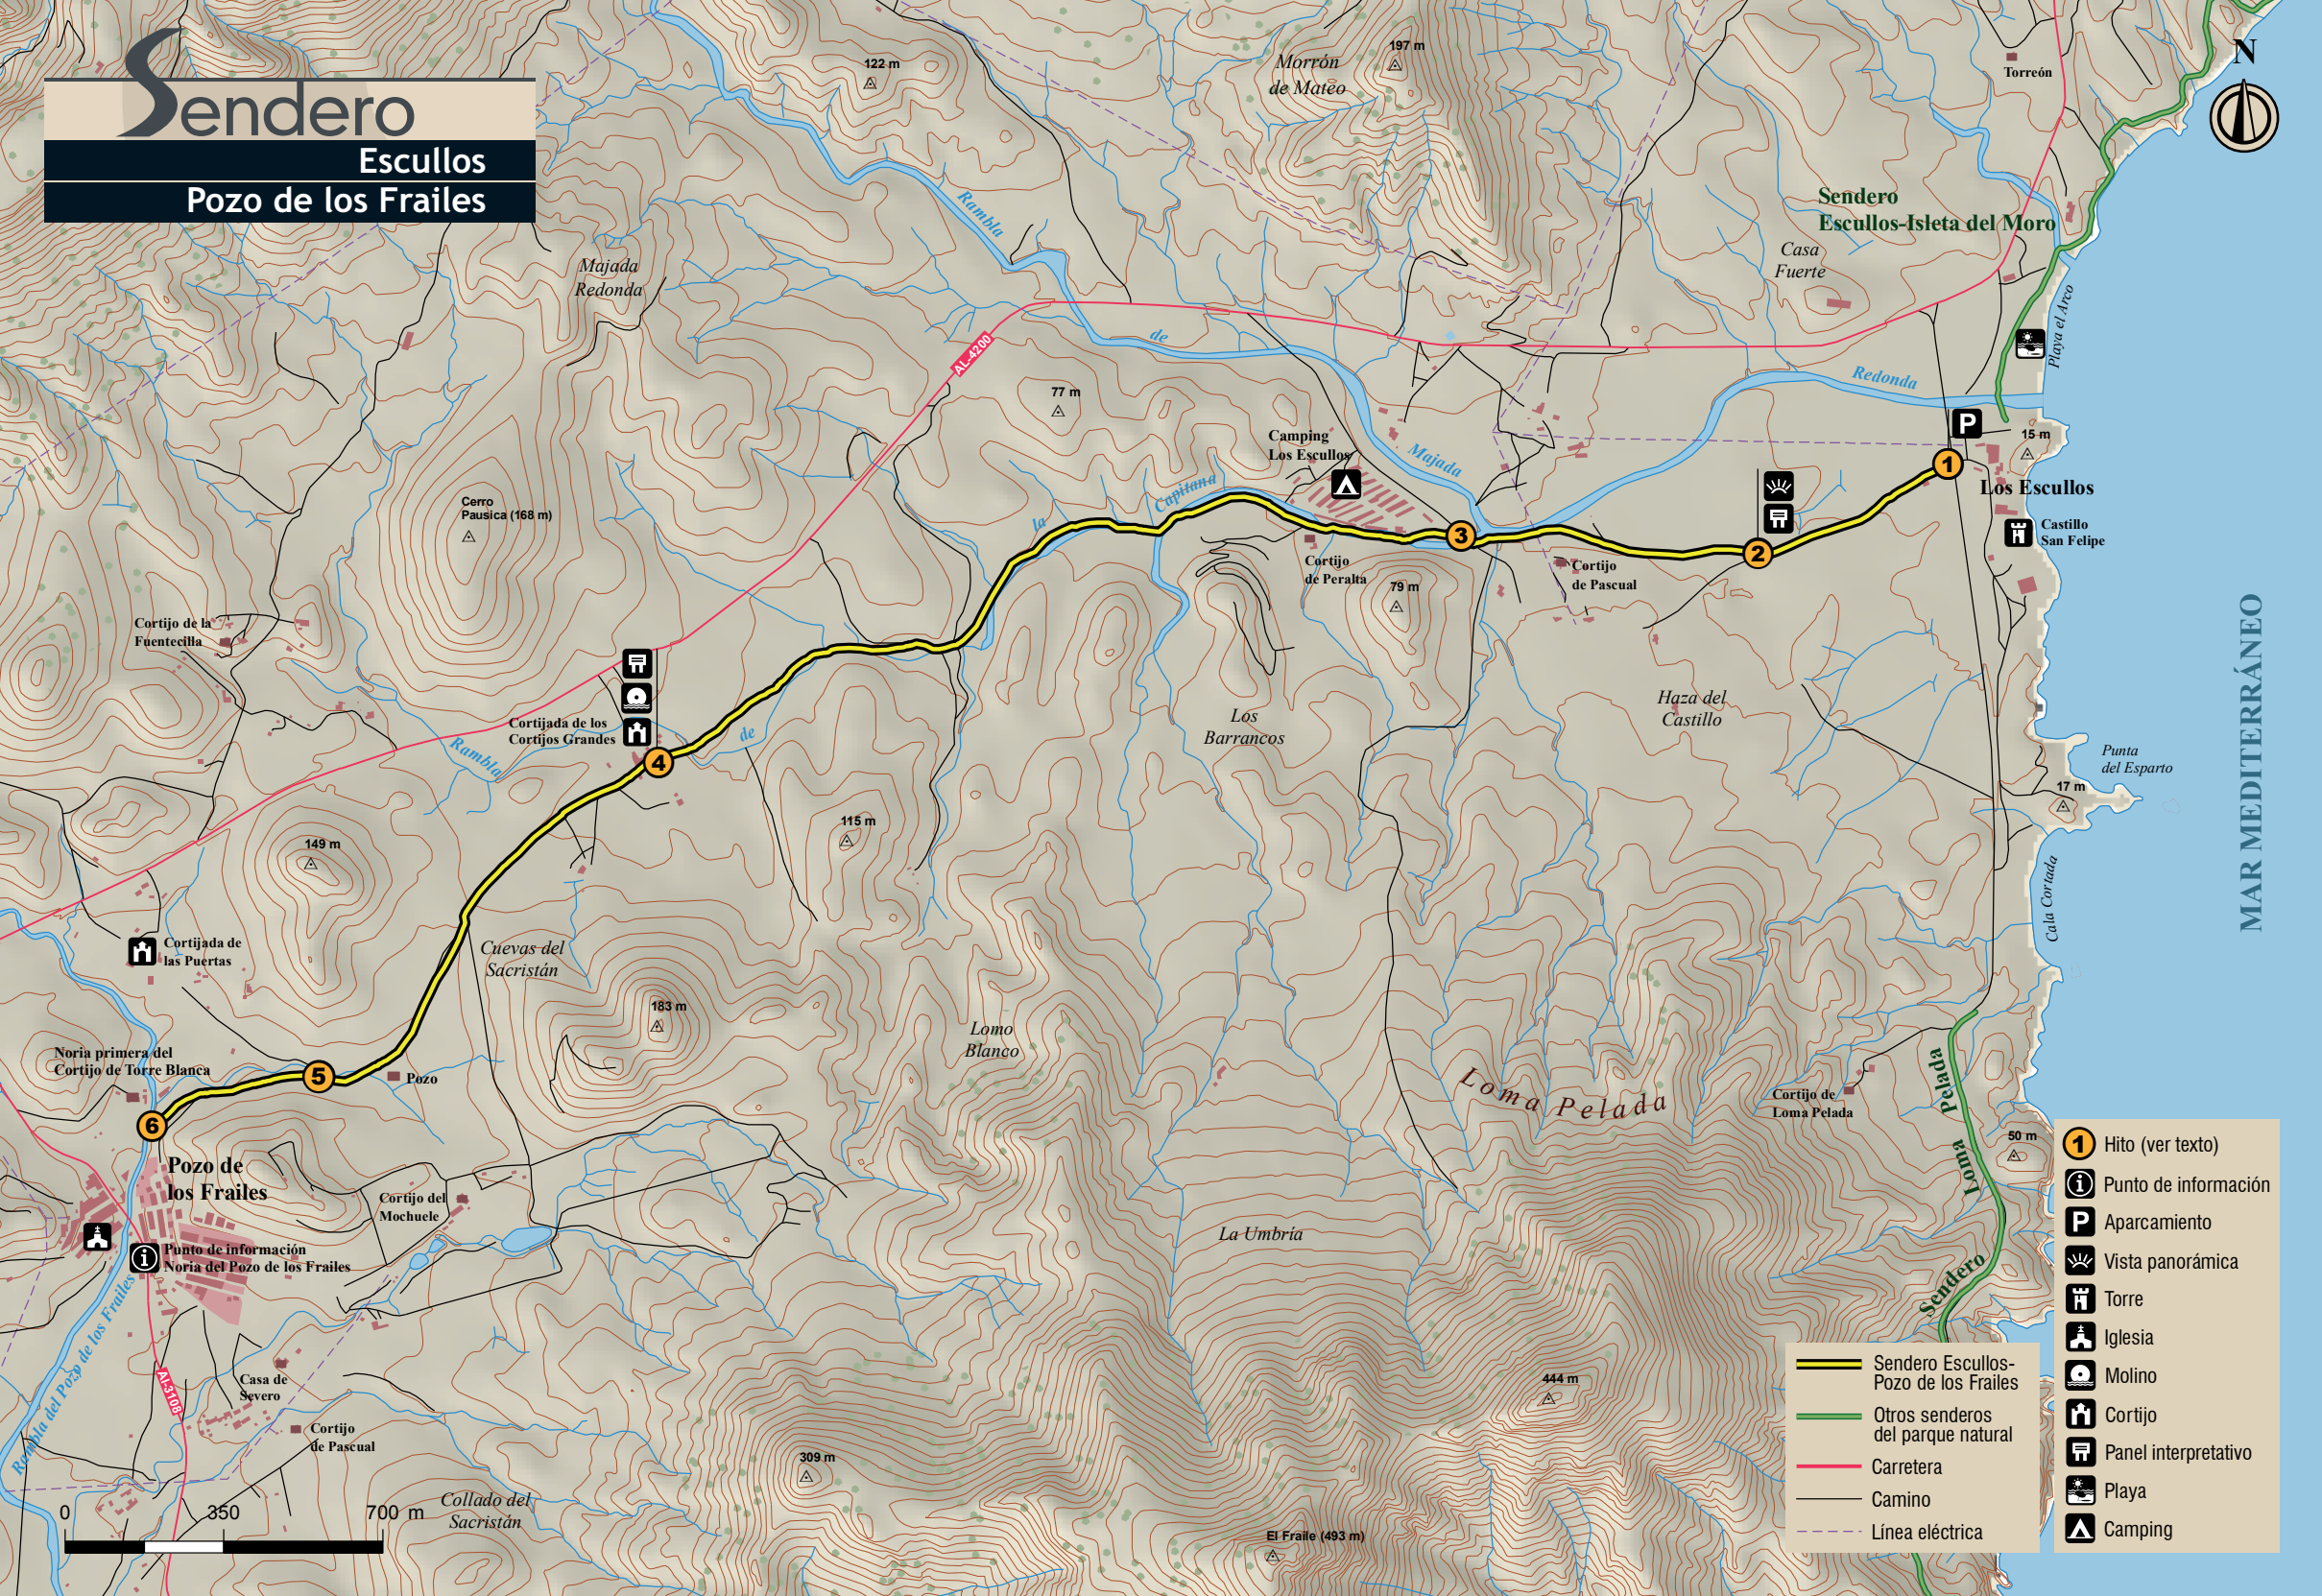 Sendero
Escullos
Pozo de los Frailes
122 m
Morrón
de Mateo
197 m
Torreón
N
Sendero
Escullos-Isleta del Moro
Casa
Fuerte
Rambla
de
Majada
Redonda
Majada
Redonda
Playa el Arco
AL-4200
77 m
Camping
Los Escullos
P
15 m
1
Los Escullos
Castillo
San Felipe
Cerro
Pausica (168 m)
la
Capitana
3
2
Cortijo
de Peralta
Cortijo
de Pascual
79 m
Cortijo de la
Fuentecilla
MAR MEDITERRÁNEO
Haza del
Castillo
Los
Barrancos
Cortijada de los
Cortijos Grandes
Rambla
de
4
Punta
del Esparto
17 m
115 m
149 m
Cala Cortada
Cortijada de
las Puertas
Cuevas del
Sacristán
183 m
Lomo
Blanco
Noria primera del
Cortijo de Torre Blanca
5
Pozo
6
Loma Pelada
Cortijo de
Loma Pelada
Sendero Loma Pelada
50 m
Pozo de
los Frailes
Cortijo del
Mochuele
La Umbría
Punto de información
Noria del Pozo de los Frailes
Rambla del Pozo de los Frailes
Al-3108
Casa de
Severo
Cortijo
de Pascual
444 m
309 m
Collado del
Sacristán
El Fraile (493 m)
0 350 700 m
Sendero Escullos-
Pozo de los Frailes
Otros senderos
del parque natural
Carretera
Camino
Línea eléctrica
1 Hito (ver texto)
i Punto de información
P Aparcamiento
Vista panorámica
Torre
Iglesia
Molino
Cortijo
Panel interpretativo
Playa
Camping